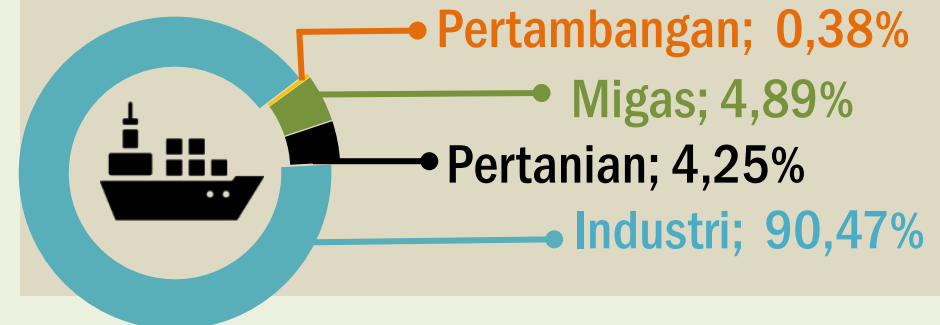 Pertambangan; 0,38%
Migas; 4,89%
Pertanian; 4,25%
Industri; 90,47%